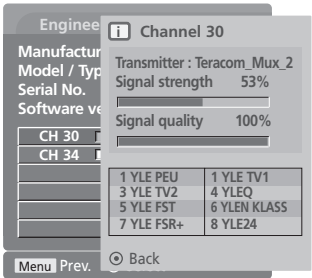 Enginee
i Channel 30
Manufactur
Model / Typ
Serial No.
Software ve
Transmitter : Teracom_Mux_2
Signal strength 53%
Signal quality 100%
CH 30
CH 34
1 YLE PEU 1 YLE TV1
3 YLE TV2 4 YLEQ
5 YLE FST 6 YLEN KLASS
7 YLE FSR+ 8 YLE24
Back
Menu Prev.